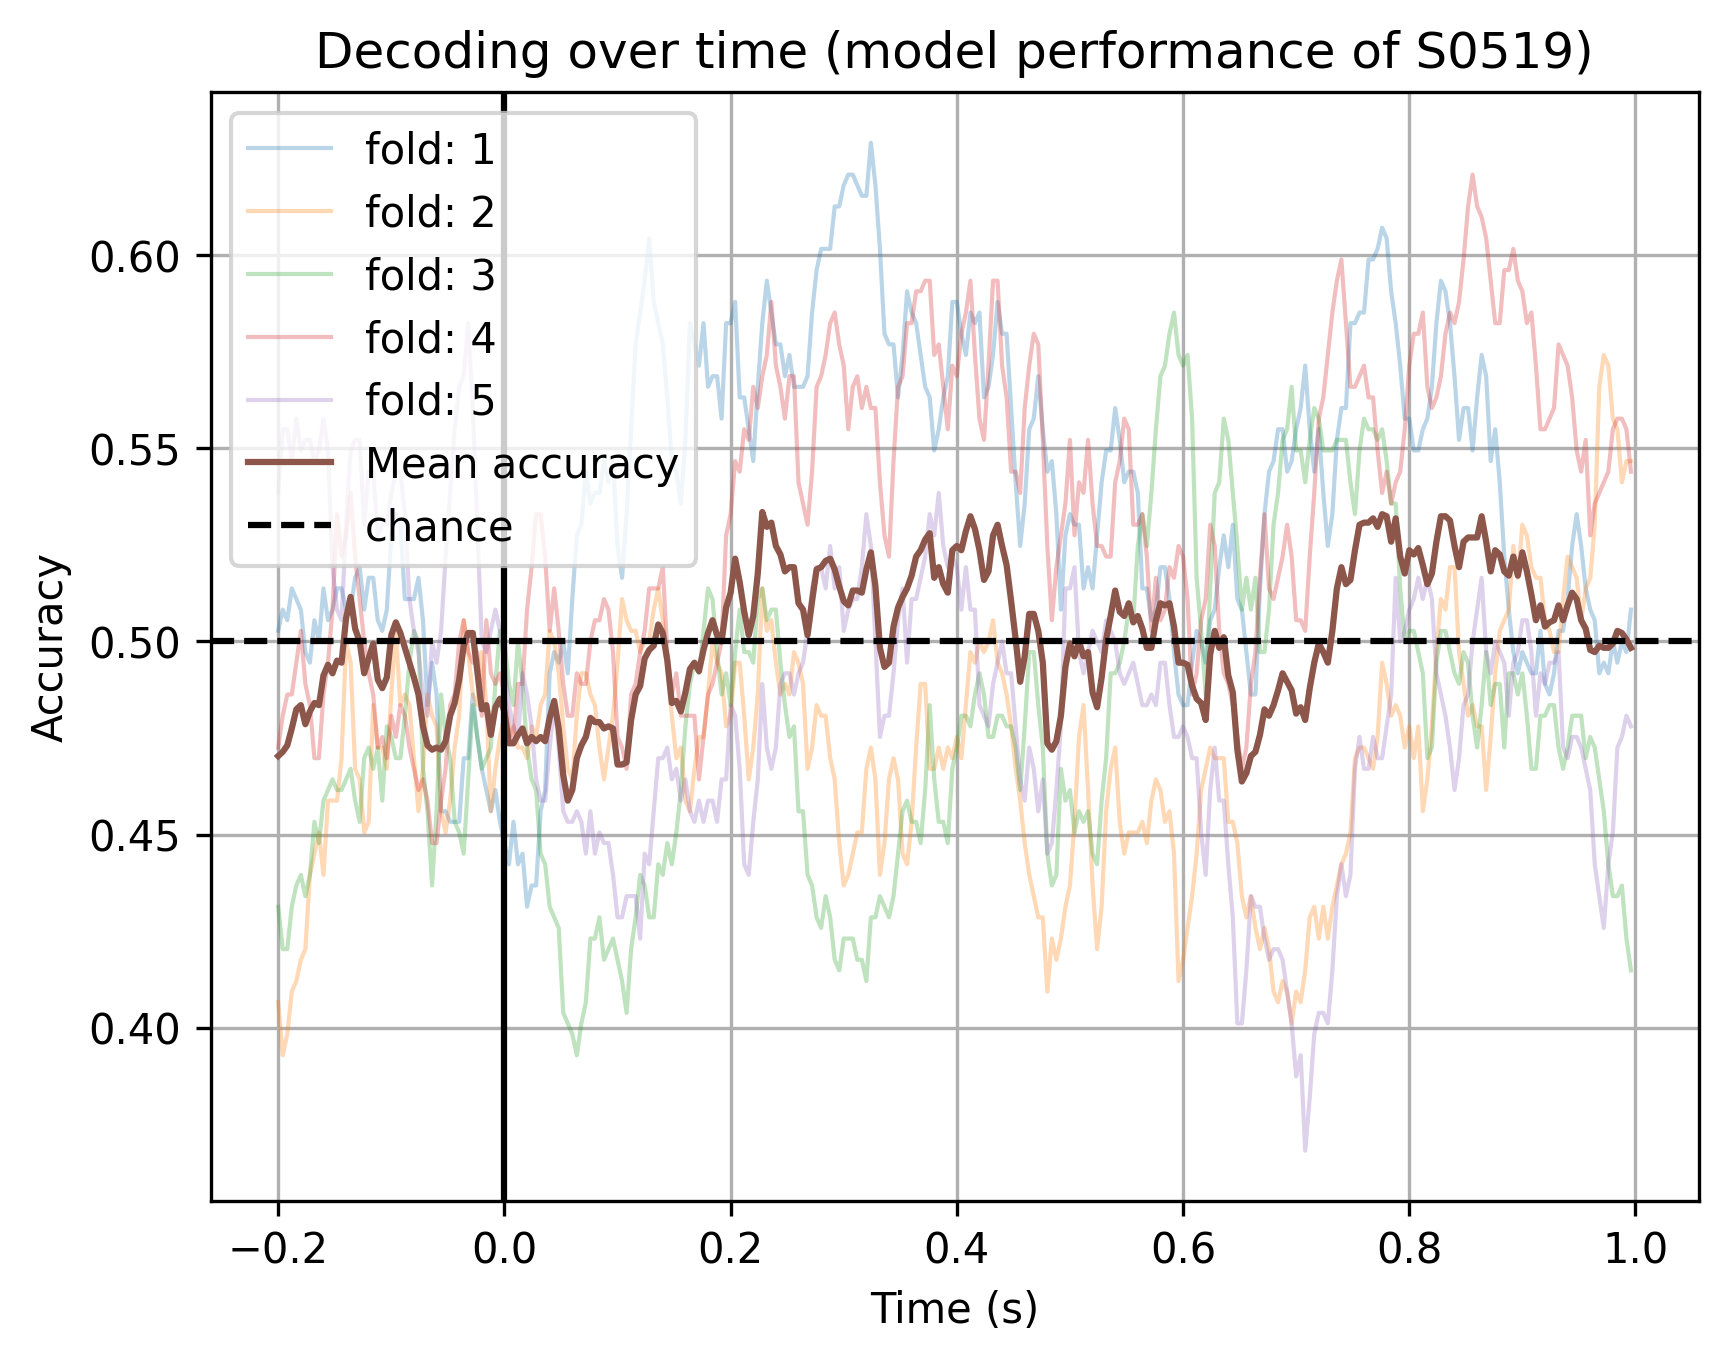 Decoding over time (model performance of S0519)
fold: 1
fold: 2
fold: 3
fold: 4
fold: 5
Mean accuracy
chance
Accuracy
0.60
0.55
0.50
0.45
0.40
−0.2 0.0 0.2 0.4 0.6 0.8 1.0
Time (s)